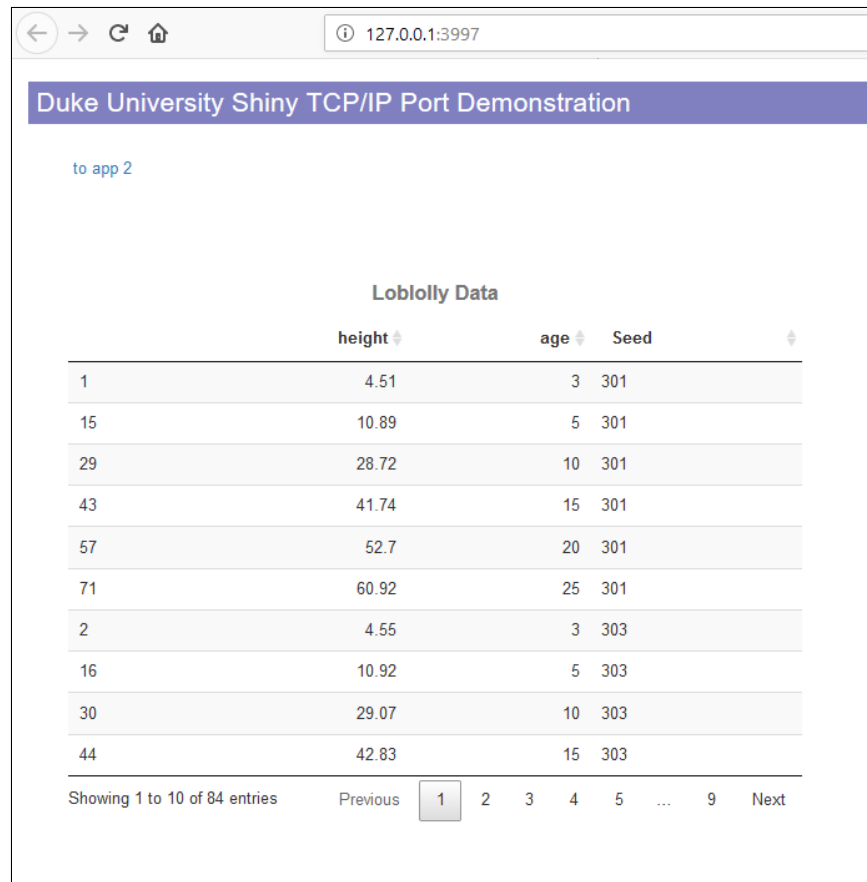 127.0.0.1:3997
Duke University Shiny TCP/IP Port Demonstration
to app 2
Loblolly Data
height age Seed
1 4.51 3 301
15 10.89 5 301
29 28.72 10 301
43 41.74 15 301
57 52.7 20 301
71 60.92 25 301
2 4.55 3 303
16 10.92 5 303
30 29.07 10 303
44 42.83 15 303
Showing 1 to 10 of 84 entries Previous 1 2 3 4 5 ... 9 Next